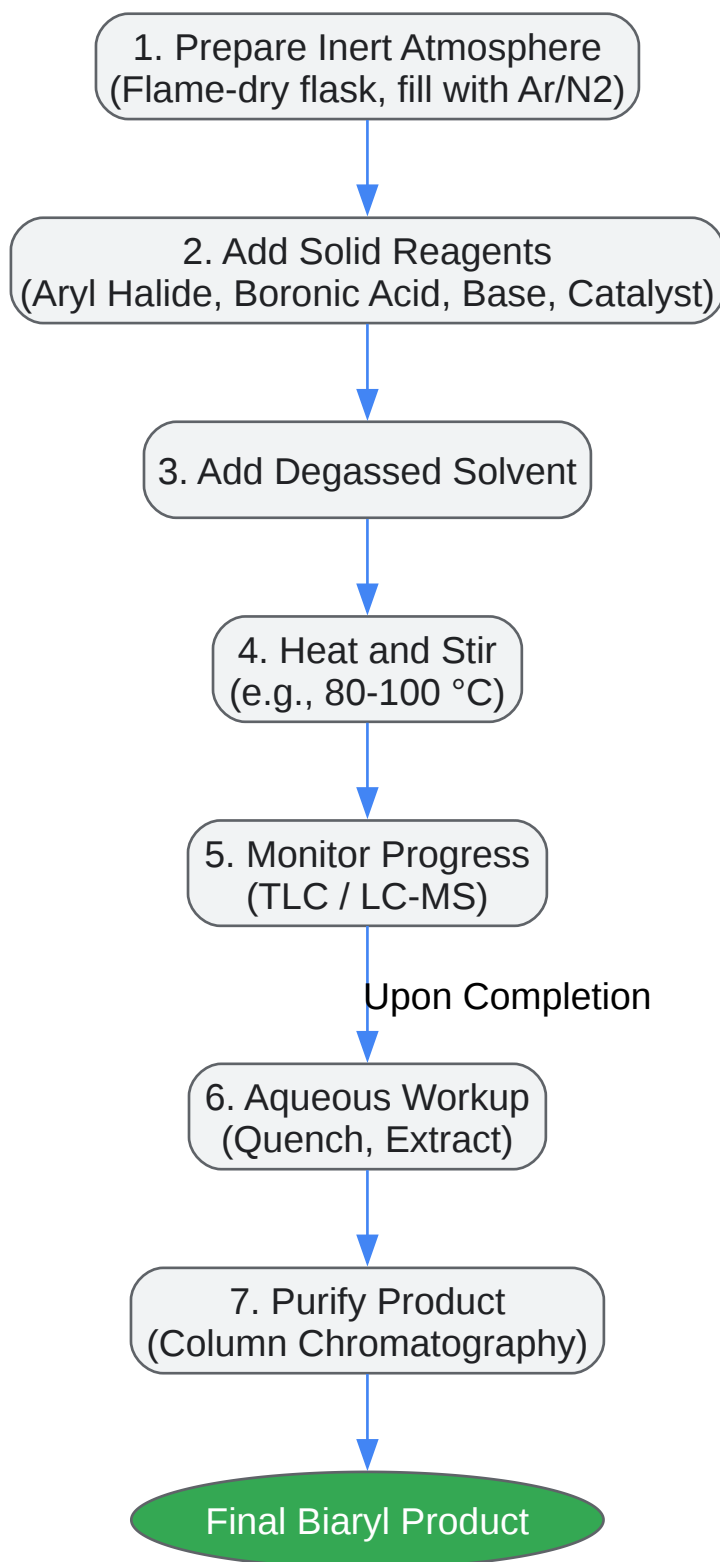 1. Prepare Inert Atmosphere
(Flame-dry flask, fill with Ar/N2)
2. Add Solid Reagents
(Aryl Halide, Boronic Acid, Base, Catalyst)
3. Add Degassed Solvent
4. Heat and Stir
(e.g., 80-100 °C)
5. Monitor Progress
(TLC / LC-MS)
Upon Completion
6. Aqueous Workup
(Quench, Extract)
7. Purify Product
(Column Chromatography)
Final Biaryl Product